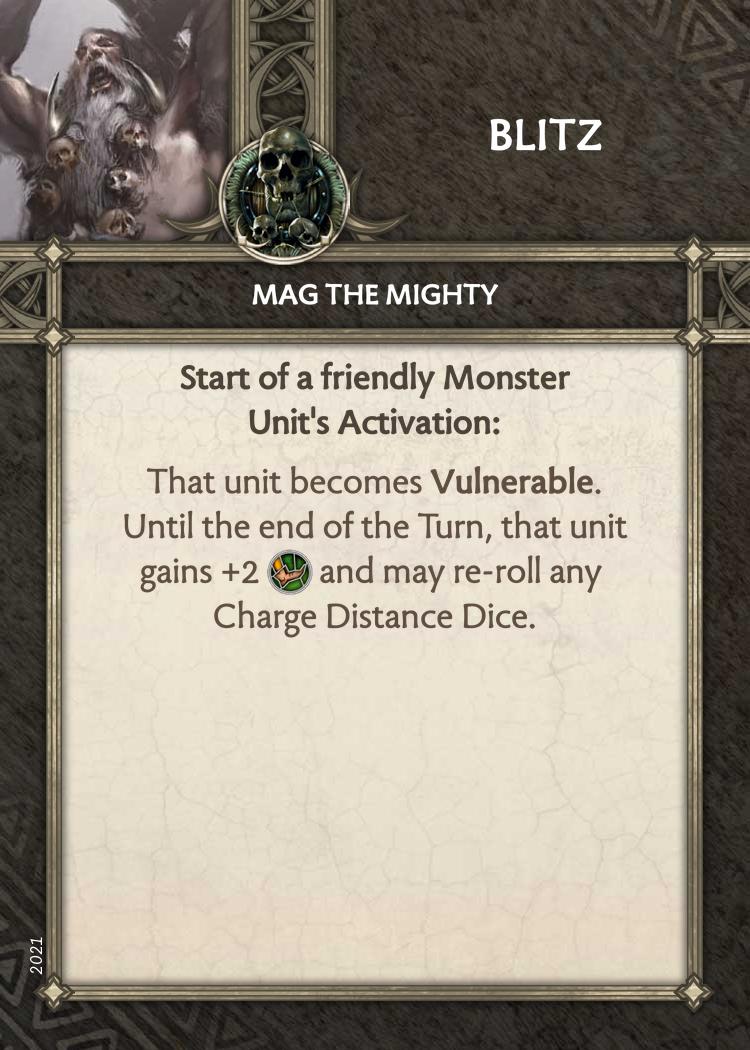 BLITZ
MAG THE MIGHTY
Start of a friendly Monster
Unit's Activation:
That unit becomes Vulnerable.
Until the end of the Turn, that unit
gains +2 and may re-roll any
Charge Distance Dice.
2021